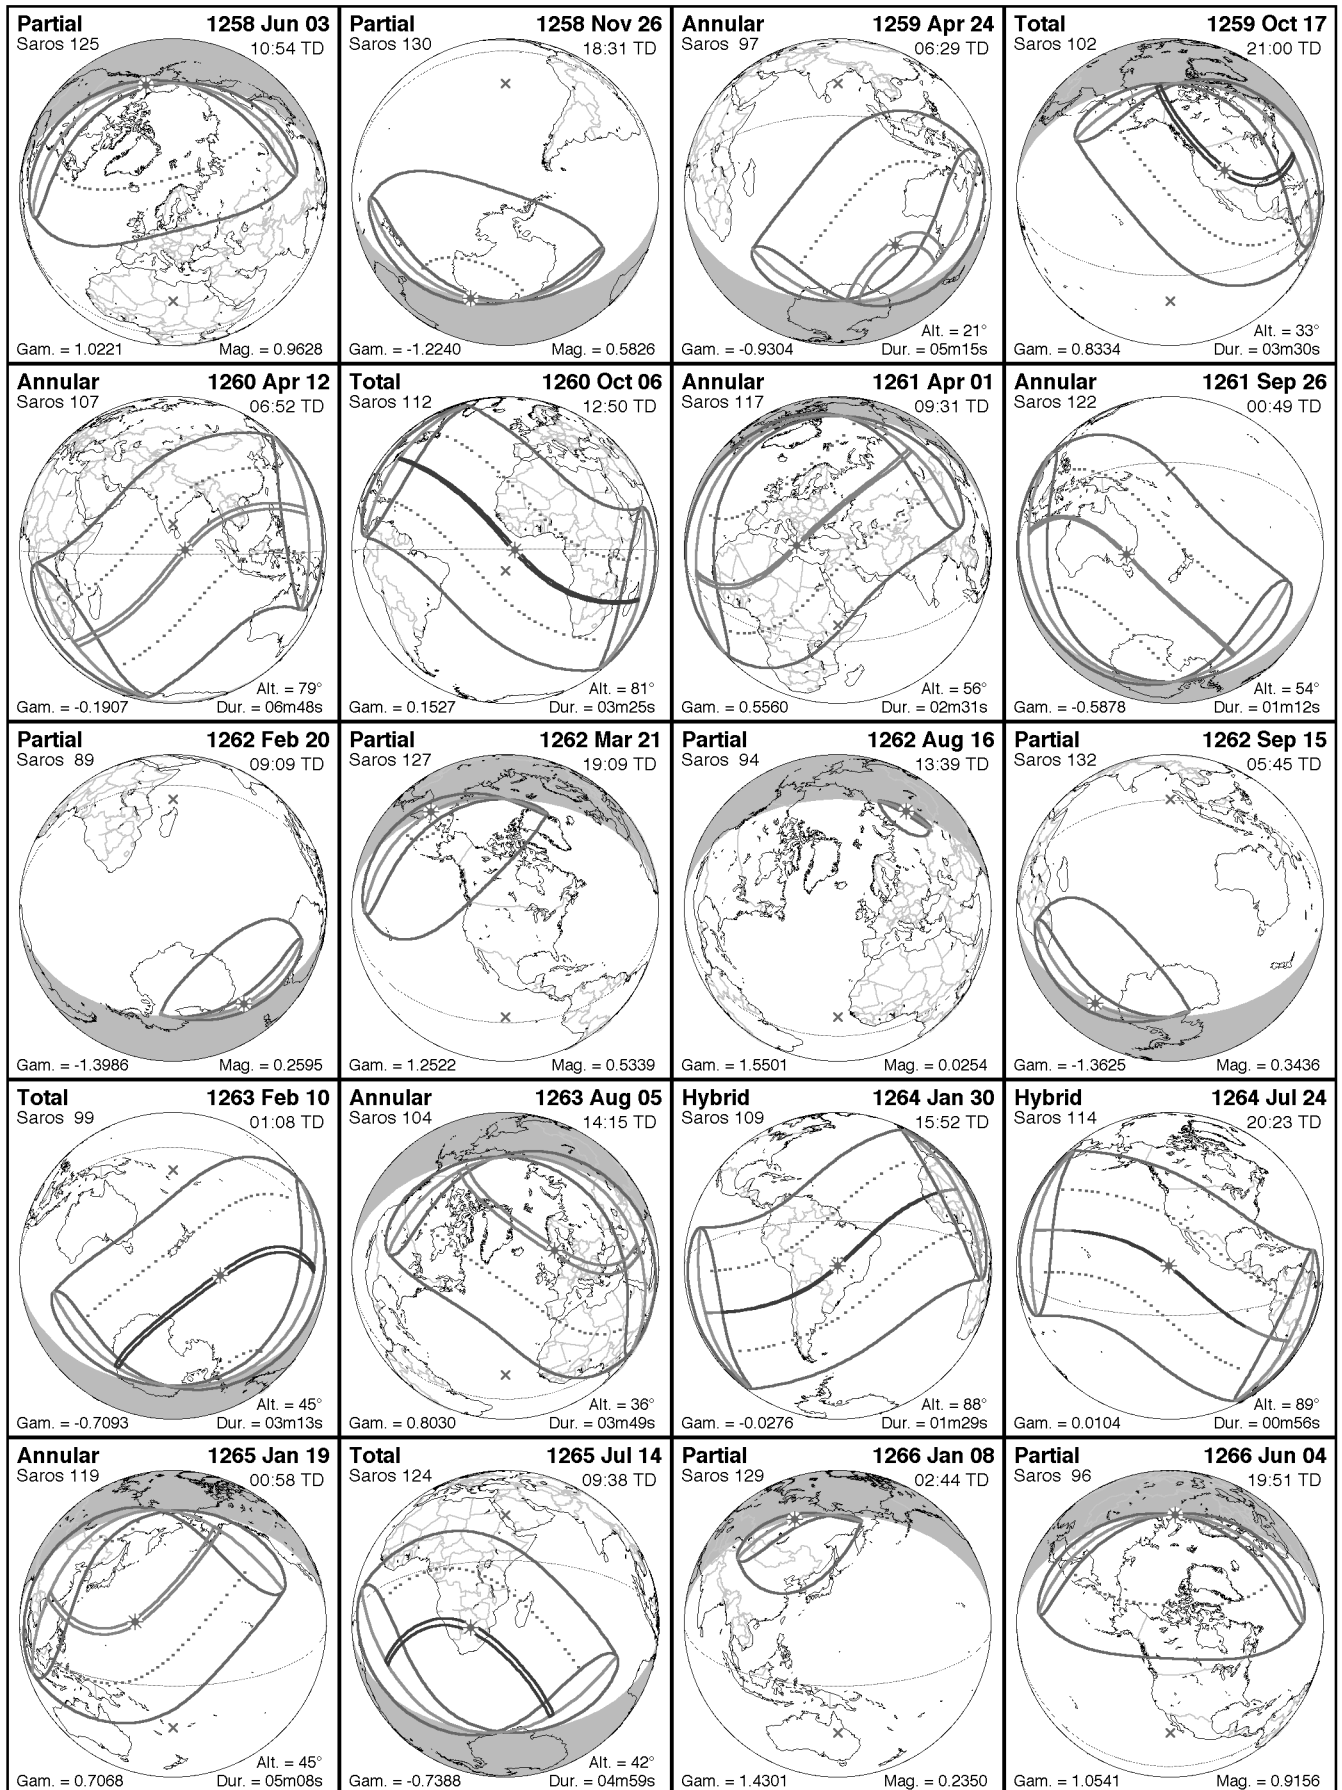 Partial 1258 Jun 03
Saros 125 10:54 TD
Gam. = 1.0221 Mag. = 0.9628
Partial 1258 Nov 26
Saros 130 18:31 TD
Gam. = -1.2240 Mag. = 0.5826
Annular 1259 Apr 24
Saros 97 06:29 TD
Alt. = 21°
Gam. = -0.9304 Dur. = 05m15s
Total 1259 Oct 17
Saros 102 21:00 TD
Alt. = 33°
Gam. = 0.8334 Dur. = 03m30s
Annular 1260 Apr 12
Saros 107 06:52 TD
Alt. = 79°
Gam. = -0.1907 Dur. = 06m48s
Total 1260 Oct 06
Saros 112 12:50 TD
Alt. = 81°
Gam. = 0.1527 Dur. = 03m25s
Annular 1261 Apr 01
Saros 117 09:31 TD
Alt. = 56°
Gam. = 0.5560 Dur. = 02m31s
Annular 1261 Sep 26
Saros 122 00:49 TD
Alt. = 54°
Gam. = -0.5878 Dur. = 01m12s
Partial 1262 Feb 20
Saros 89 09:09 TD
Gam. = -1.3986 Mag. = 0.2595
Partial 1262 Mar 21
Saros 127 19:09 TD
Gam. = 1.2522 Mag. = 0.5339
Partial 1262 Aug 16
Saros 94 13:39 TD
Gam. = 1.5501 Mag. = 0.0254
Partial 1262 Sep 15
Saros 132 05:45 TD
Gam. = -1.3625 Mag. = 0.3436
Total 1263 Feb 10
Saros 99 01:08 TD
Alt. = 45°
Gam. = -0.7093 Dur. = 03m13s
Annular 1263 Aug 05
Saros 104 14:15 TD
Alt. = 36°
Gam. = 0.8030 Dur. = 03m49s
Hybrid 1264 Jan 30
Saros 109 15:52 TD
Alt. = 88°
Gam. = -0.0276 Dur. = 01m29s
Hybrid 1264 Jul 24
Saros 114 20:23 TD
Alt. = 89°
Gam. = 0.0104 Dur. = 00m56s
Annular 1265 Jan 19
Saros 119 00:58 TD
Alt. = 45°
Gam. = 0.7068 Dur. = 05m08s
Total 1265 Jul 14
Saros 124 09:38 TD
Alt. = 42°
Gam. = -0.7388 Dur. = 04m59s
Partial 1266 Jan 08
Saros 129 02:44 TD
Gam. = 1.4301 Mag. = 0.2350
Partial 1266 Jun 04
Saros 96 19:51 TD
Gam. = 1.0541 Mag. = 0.9156